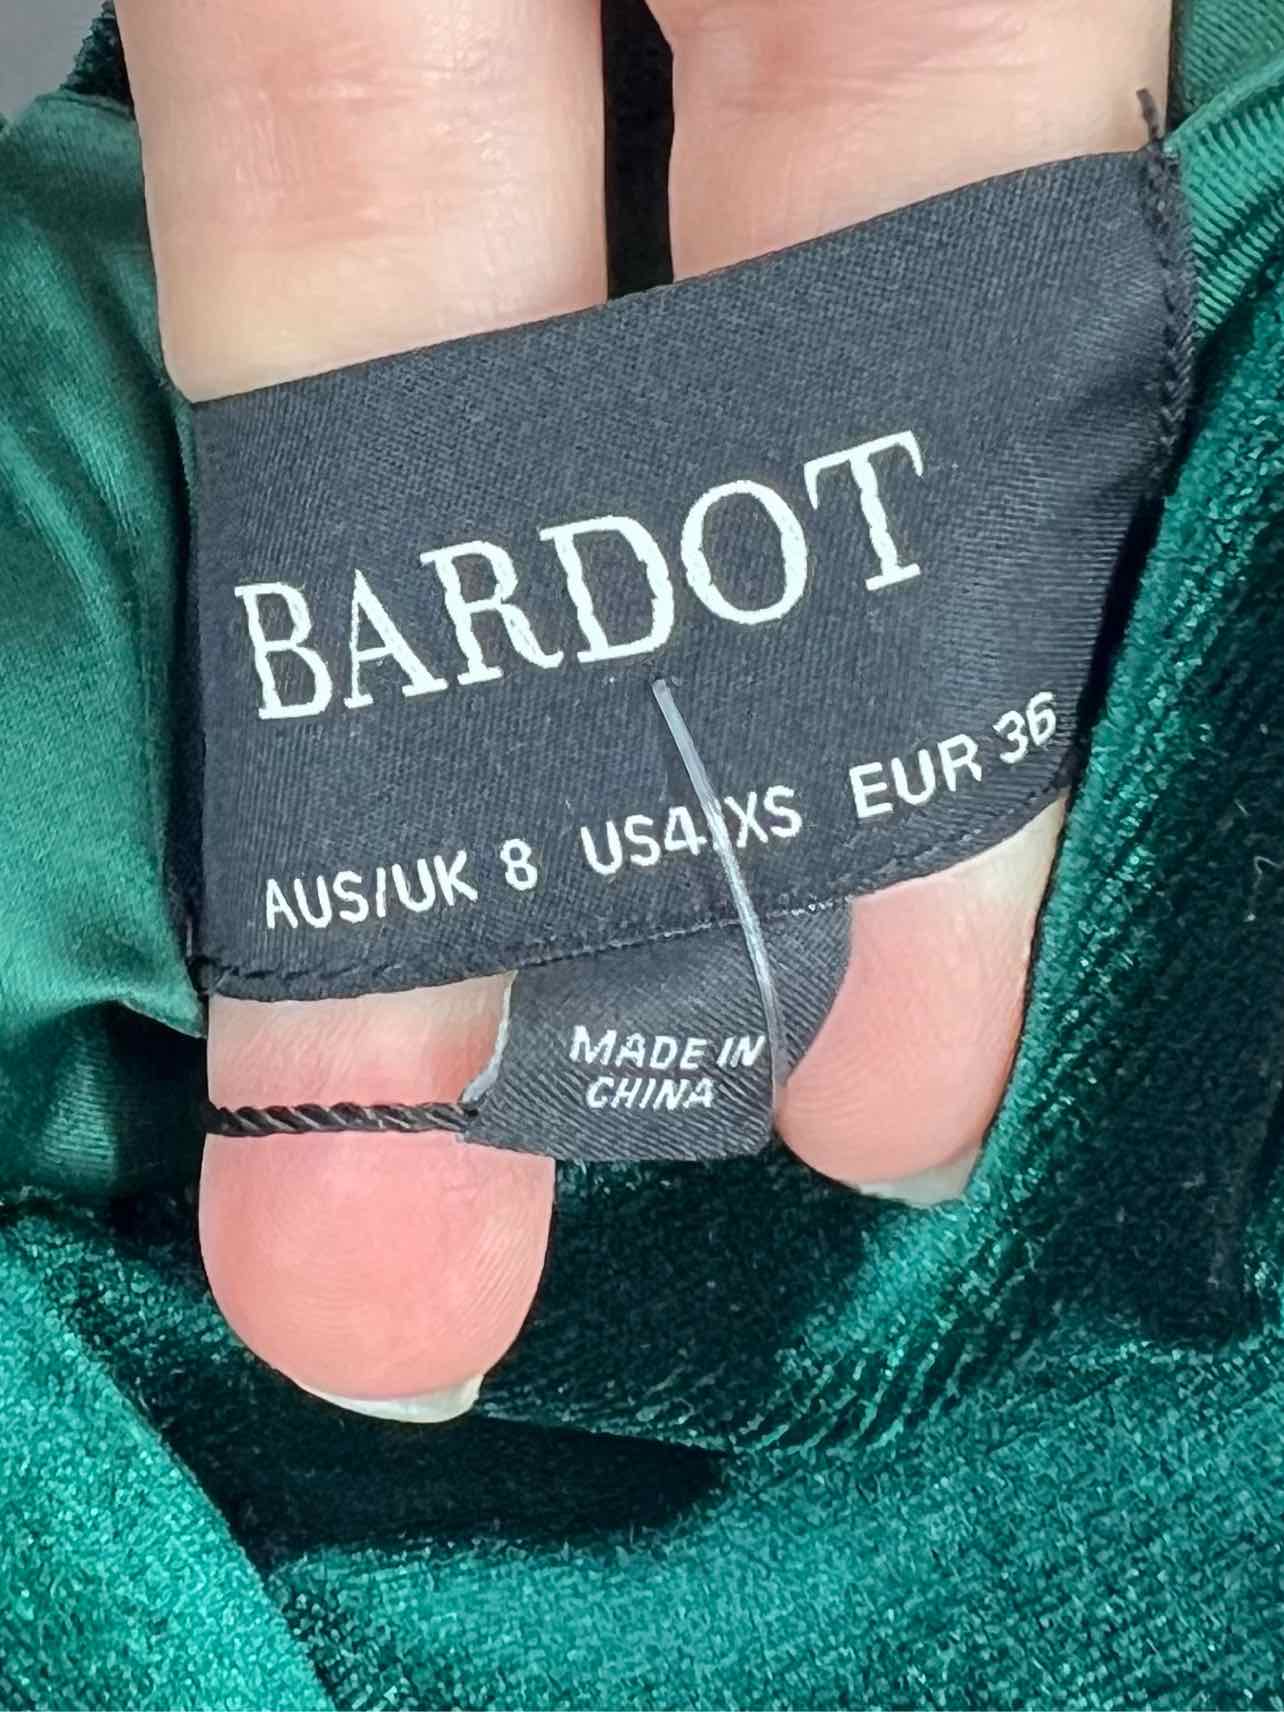 BARDOT
AUS/UK 8 US4/XS EUR 36
MADE IN
CHINA